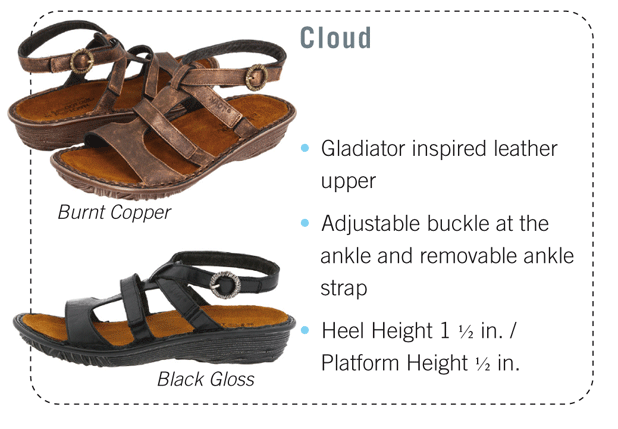 Cloud
Gladiator inspired leather
upper
Burnt Copper
Adjustable buckle at the
ankle and removable ankle
strap
Heel Height 1 ½ in. /
Platform Height ½ in.
Black Gloss